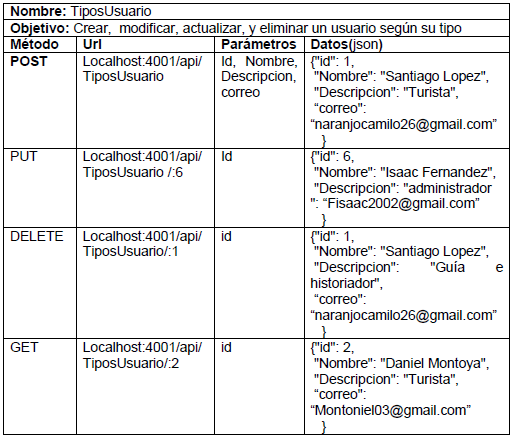 Nombre: TiposUsuario
Objetivo: Crear, modificar, actualizar, y eliminar un usuario según su tipo
Método Url Parámetros Datos(json)
POST Localhost:4001/api/ Id, Nombre, {"id": 1,
TiposUsuario Descripcion, "Nombre": "Santiago Lopez",
correo "Descripcion": "Turista",
"correo":
“naranjocamilo26@gmail.com”
}
PUT Localhost:4001/api/ Id {"id": 6,
TiposUsuario /:6 "Nombre": "Isaac Fernandez",
"Descripcion": "administrador
": “Fisaac2002@gmail.com”
}
DELETE Localhost:4001/api/ id {"id": 1,
TiposUsuario/:1 "Nombre": "Santiago Lopez",
"Descripcion": "Guía e
historiador",
“correo":
“naranjocamilo26@gmail.com”
}
GET Localhost:4001/api/ id {"id": 2,
TiposUsuario/:2 "Nombre": "Daniel Montoya",
"Descripcion": "Turista",
“correo":
“Montoniel03@gmail.com”
}